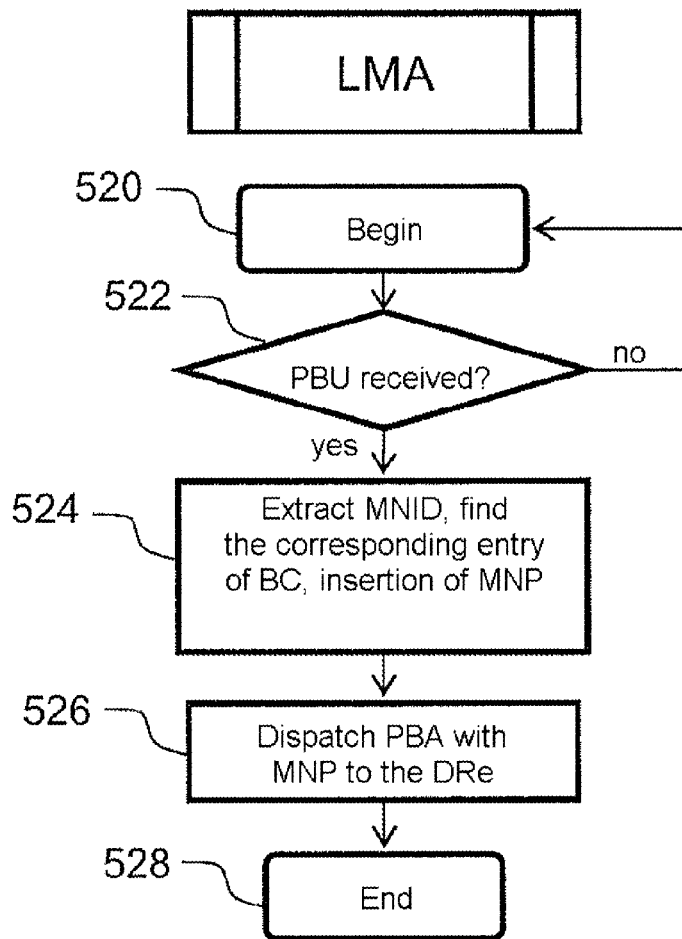 LMA
520
Begin
522
PBU received?
no
yes
524
Extract MNID, find
the corresponding entry
of BC, insertion of MNP
526
Dispatch PBA with
MNP to the DRe
528
End